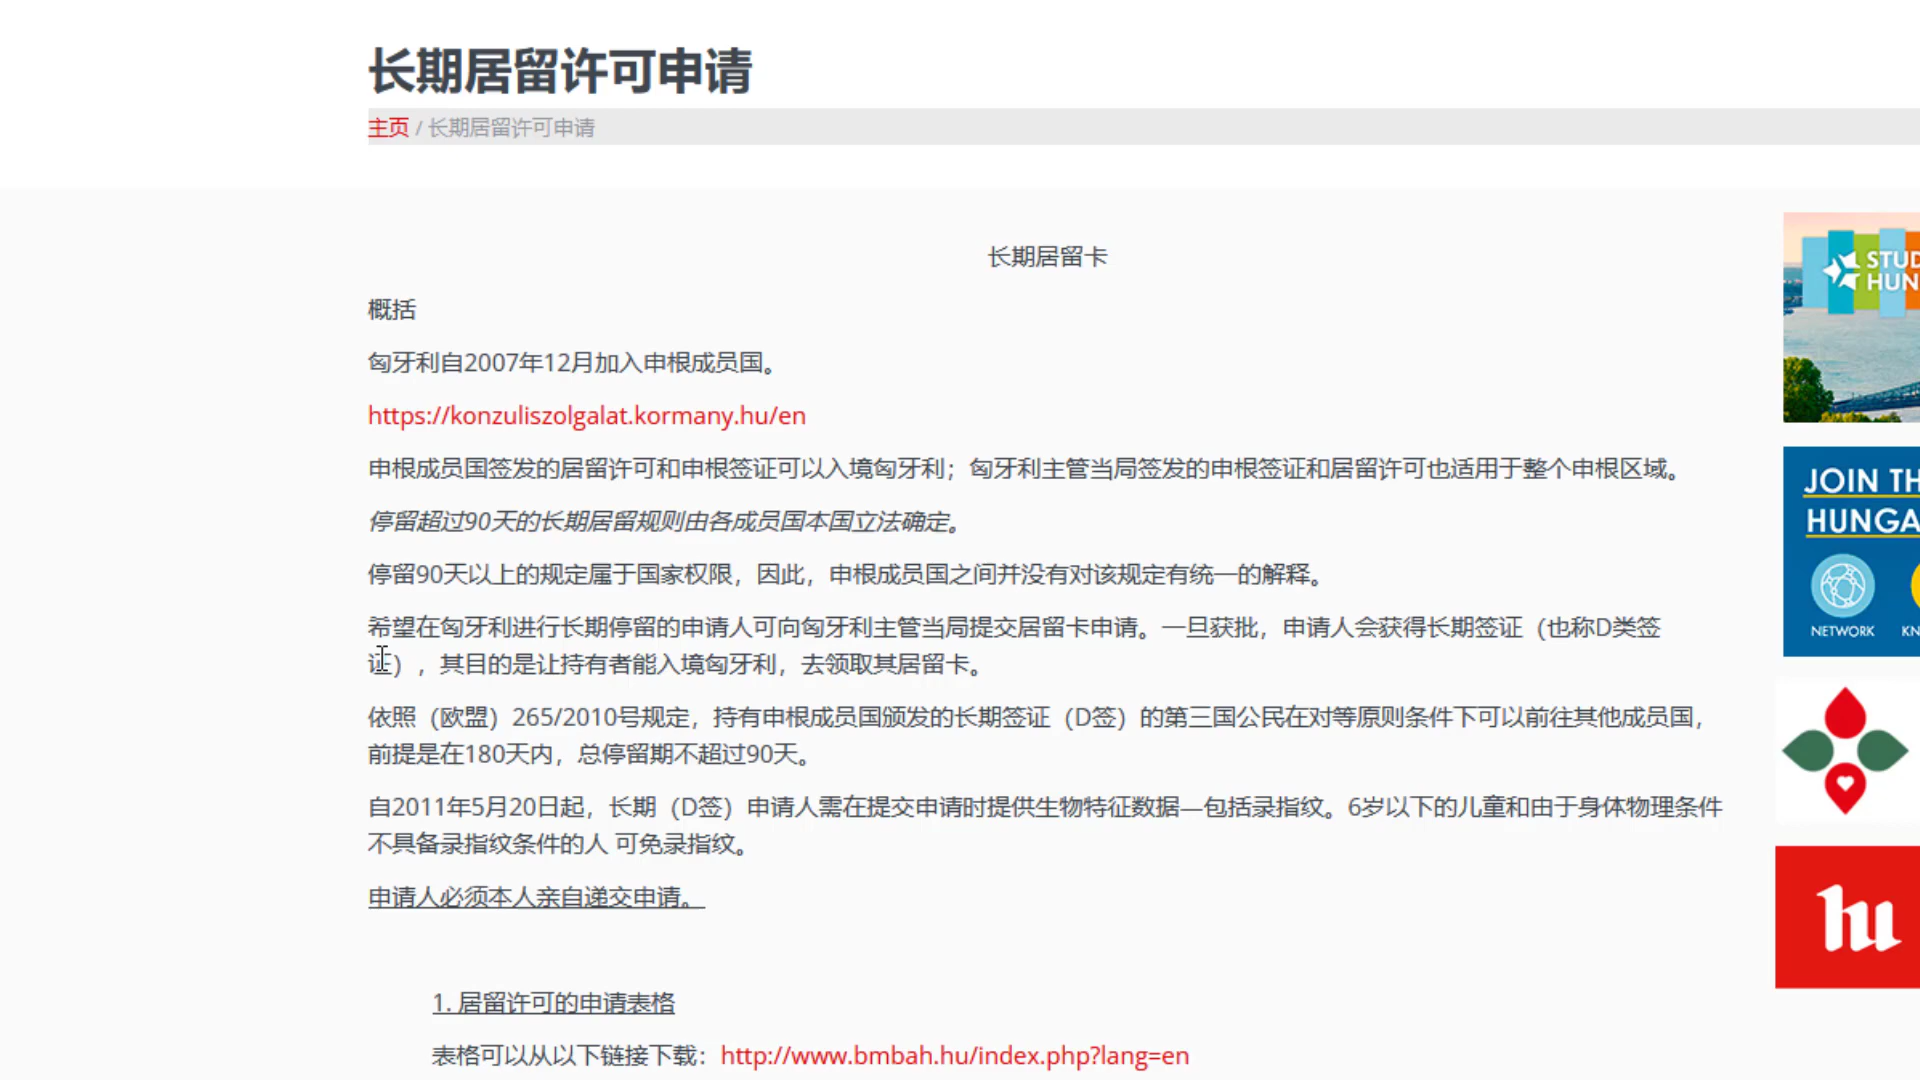 长期居留许可申请
主页 / 长期居留许可申请
长期居留卡
概括
匈牙利自2007年12月加入申根成员国。
https://konzuliszolgalat.kormany.hu/en
申根成员国签发的居留许可和申根签证可以入境匈牙利；匈牙利主管当局签发的申根签证和居留许可也适用于整个申根区域。
停留超过90天的长期居留规则由各成员国本国立法确定。
停留90天以上的规定属于国家权限，因此，申根成员国之间并没有对该规定有统一的解释。
希望在匈牙利进行长期停留的申请人可向匈牙利主管当局提交居留卡申请。一旦获批，申请人会获得长期签证（也称D类签
证），其目的是让持有者能入境匈牙利，去领取其居留卡。
依照（欧盟）265/2010号规定，持有申根成员国颁发的长期签证（D签）的第三国公民在对等原则条件下可以前往其他成员国，
前提是在180天内，总停留期不超过90天。
自2011年5月20日起，长期（D签）申请人需在提交申请时提供生物特征数据—包括录指纹。6岁以下的儿童和由于身体物理条件
不具备录指纹条件的人 可免录指纹。
申请人必须本人亲自递交申请。
1. 居留许可的申请表格
表格可以从以下链接下载：http://www.bmbah.hu/index.php?lang=en
STUD
HUN
JOIN TH
HUNGA
NETWORK KN
hu